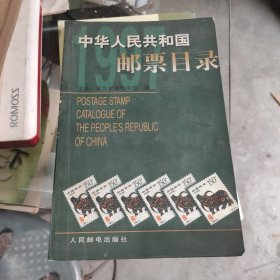 中华人民共和国
邮票目录
POSTAGE STAMP
CATALOGUE OF
THE PEOPLE'S REPUBLIC
OF CHINA
人民邮电出版社
ROMOSS